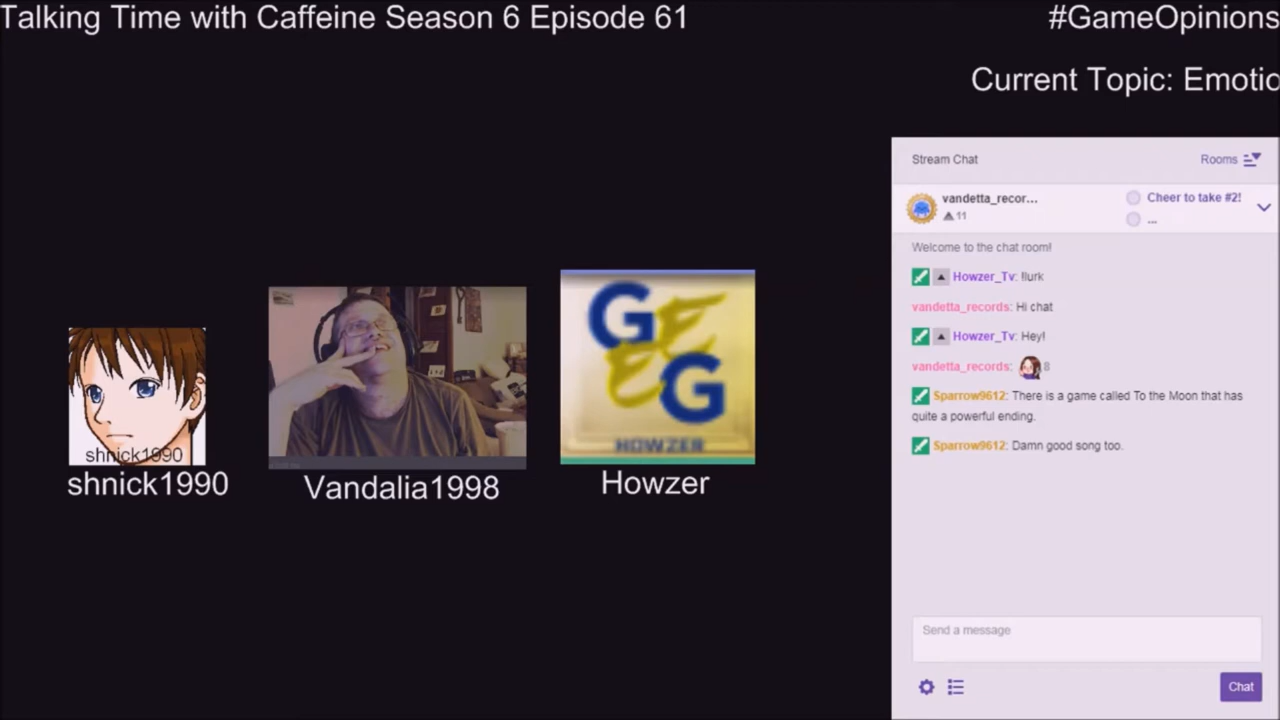 Talking Time with Caffeine Season 6 Episode 61
#GameOpinions
Current Topic: Emotio
Stream Chat
Rooms
vandetta_recor...
11
Cheer to take #2!
...
Welcome to the chat room!
Howzer_Tv: !lurk
vandetta_records: Hi chat
Howzer_Tv: Hey!
vandetta_records: 8
Sparrow9612: There is a game called To the Moon that has
quite a powerful ending.
Sparrow9612: Damn good song too.
Send a message
Chat
shnick1990
shnick1990
Vandalia1998
G G
HOWZER
Howzer